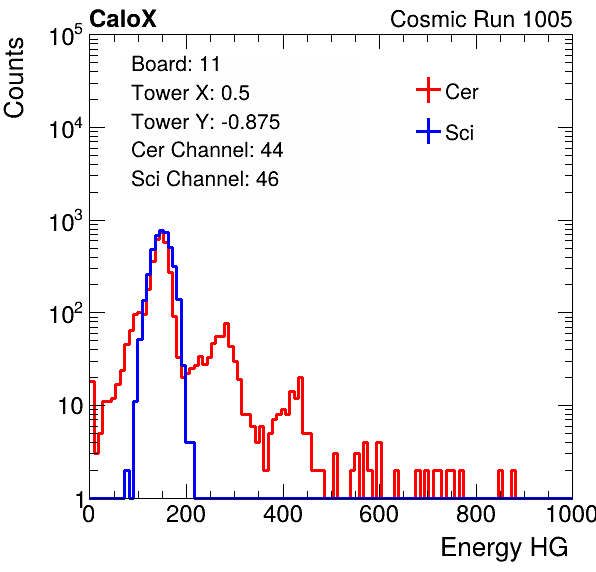 CaloX Cosmic Run 1005
Counts
10^5
10^4
10^3
10^2
10
1
Board: 11
Tower X: 0.5
Tower Y: -0.875
Cer Channel: 44
Sci Channel: 46
Cer
Sci
0 200 400 600 800 1000
Energy HG